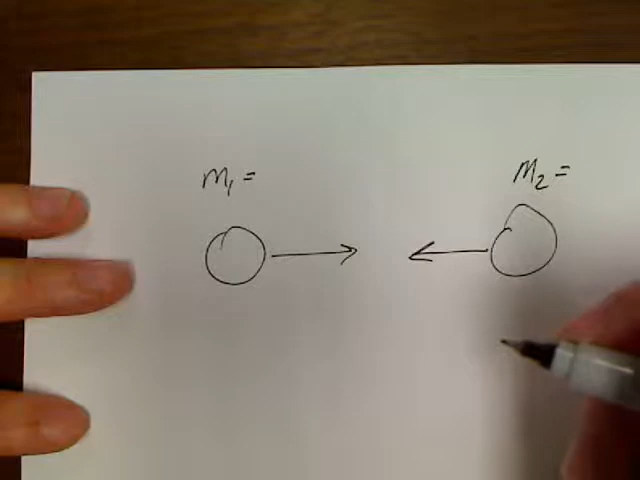 m₁ =
m₂ =